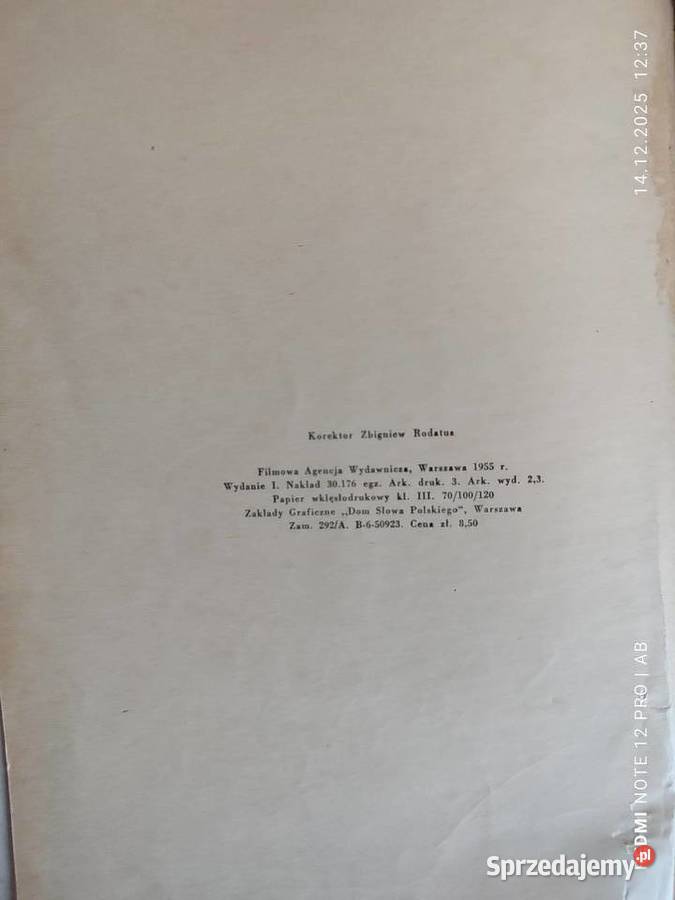 Korektor Zbigniew Rodatus
Filmowa Agencja Wydawnicza, Warszawa 1955 r.
Wydanie I. Nakład 30.176 egz. Ark. druk. 3. Ark. wyd. 2,3.
Papier wklęsłodrukowy kl. III. 70/100/120
Zakłady Graficzne „Dom Słowa Polskiego", Warszawa
Zam. 292/A. B-6-50923. Cena zł. 8,50
14.12.2025 12:37
REDMI NOTE 12 PRO | AB
Sprzedajemy.pl